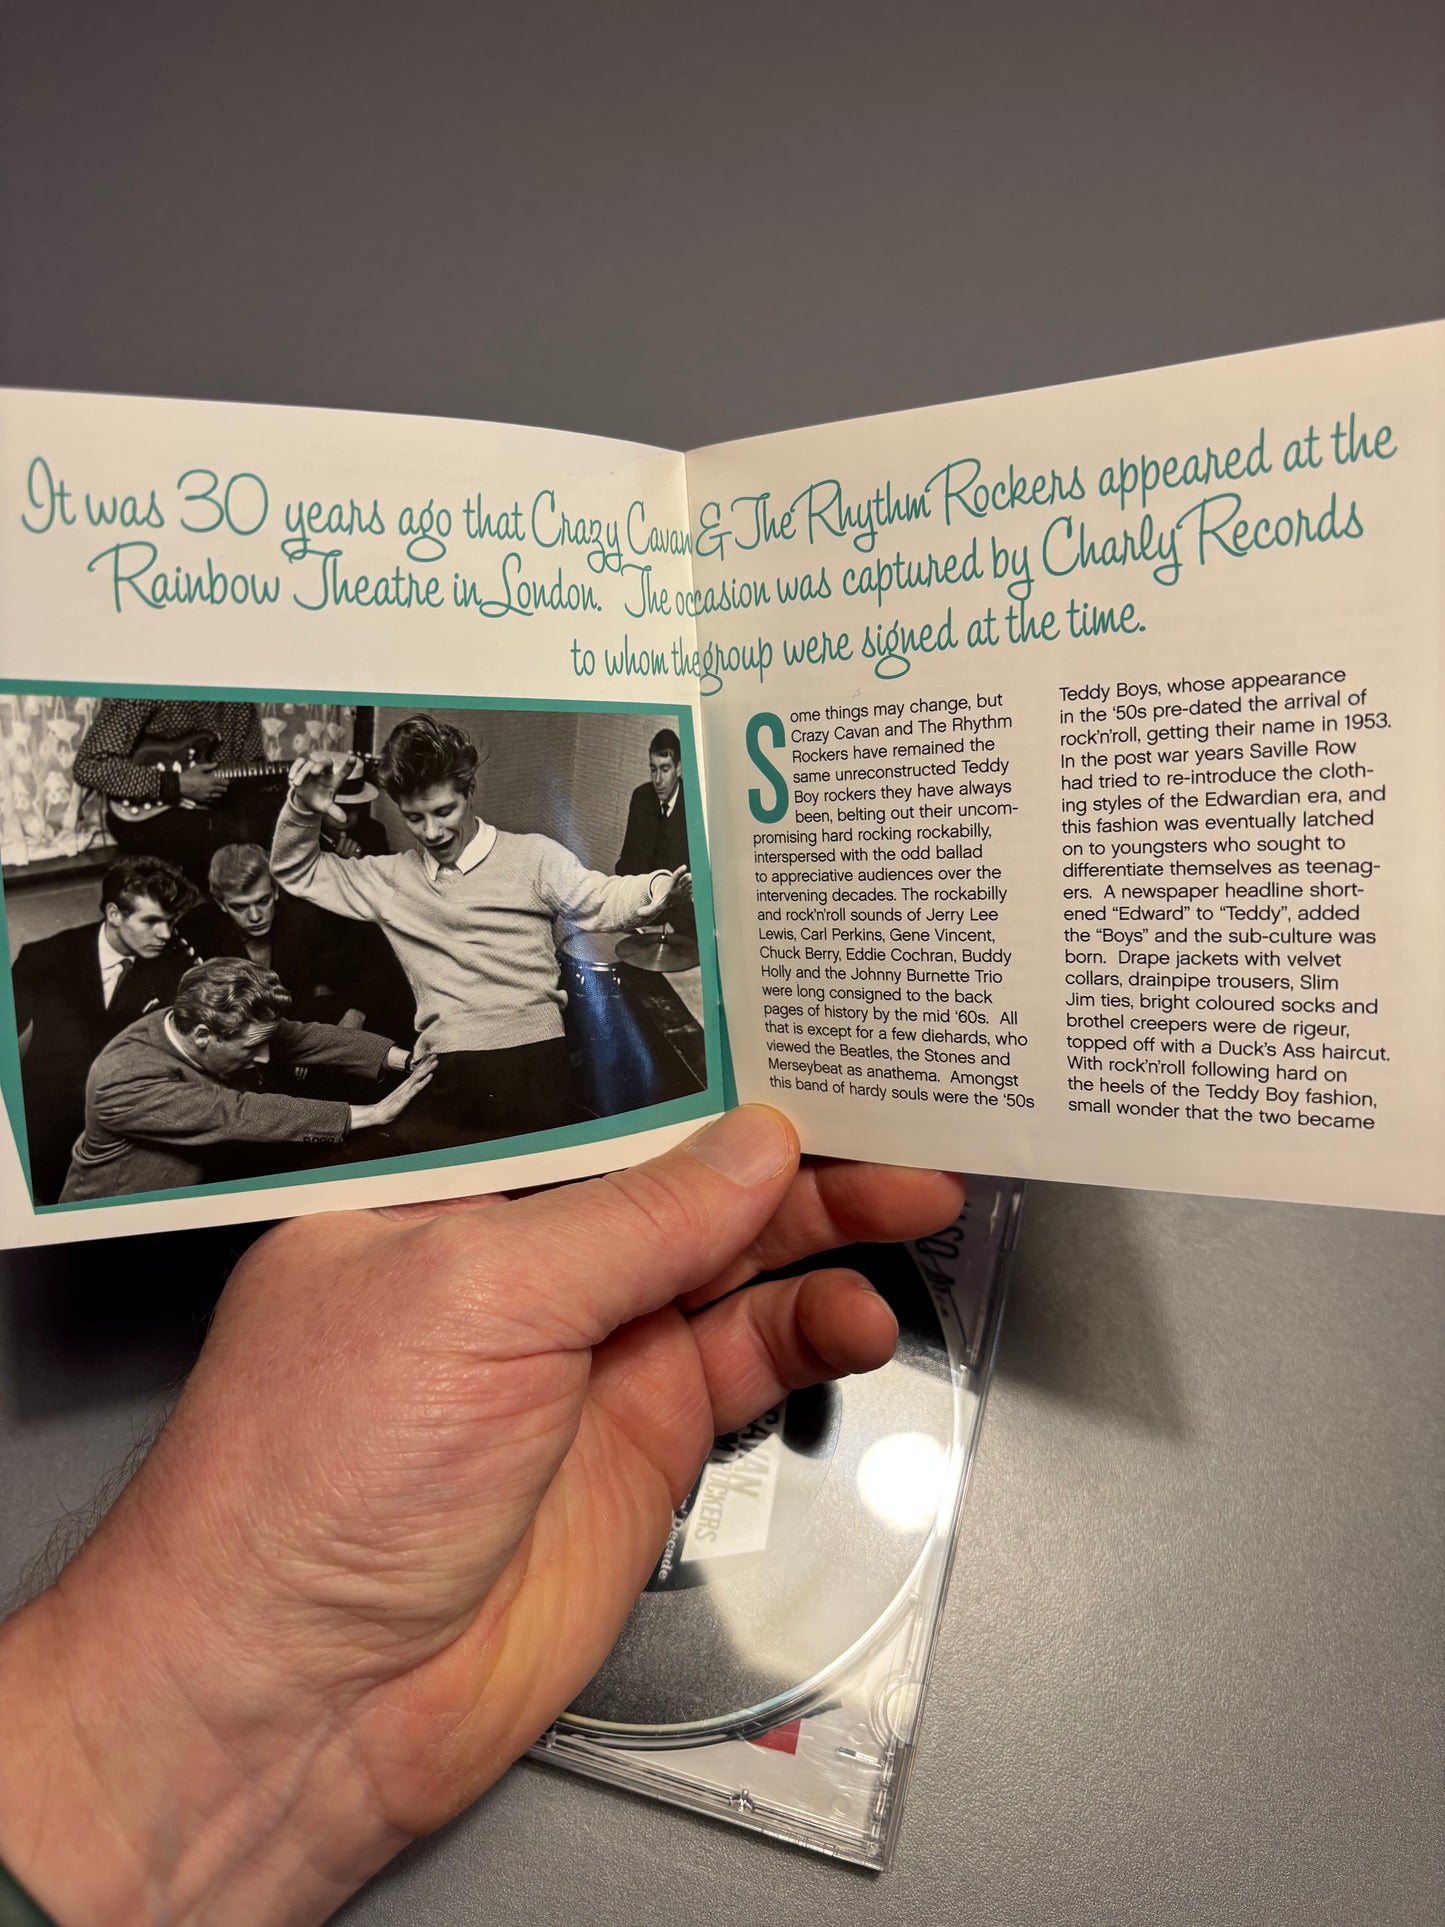 It was 30 years ago that Crazy Cavan & The Rhythm Rockers appeared at the
Rainbow Theatre in London. The occasion was captured by Charly Records
to whom the group were signed at the time.
Some things may change, but
Crazy Cavan and The Rhythm
Rockers have remained the
same unreconstructed Teddy
Boy rockers they have always
been, belting out their uncom-
promising hard rocking rockabilly,
interspersed with the odd ballad
to appreciative audiences over the
intervening decades. The rockabilly
and rock'n'roll sounds of Jerry Lee
Lewis, Carl Perkins, Gene Vincent,
Chuck Berry, Eddie Cochran, Buddy
Holly and the Johnny Burnette Trio
were long consigned to the back
pages of history by the mid '60s. All
that is except for a few diehards, who
viewed the Beatles, the Stones and
Merseybeat as anathema. Amongst
this band of hardy souls were the '50s
Teddy Boys, whose appearance
in the '50s pre-dated the arrival of
rock'n'roll, getting their name in 1953.
In the post war years Saville Row
had tried to re-introduce the cloth-
ing styles of the Edwardian era, and
this fashion was eventually latched
on to youngsters who sought to
differentiate themselves as teenag-
ers. A newspaper headline short-
ened "Edward" to "Teddy", added
the "Boys" and the sub-culture was
born. Drape jackets with velvet
collars, drainpipe trousers, Slim
Jim ties, bright coloured socks and
brothel creepers were de rigeur,
topped off with a Duck's Ass haircut.
With rock'n'roll following hard on
the heels of the Teddy Boy fashion,
small wonder that the two became
CAVAN
Decade